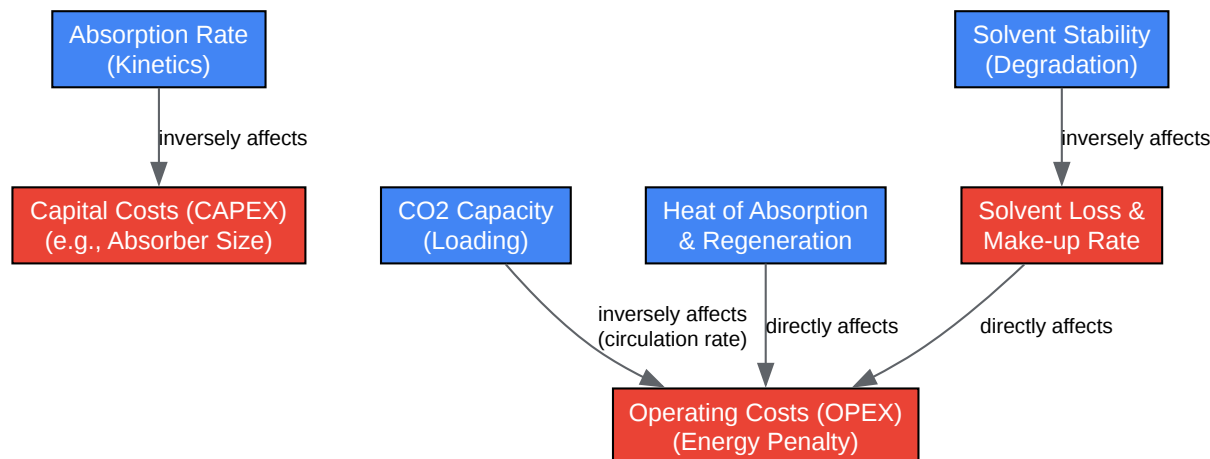 Absorption Rate
(Kinetics)
Solvent Stability
(Degradation)
inversely affects
inversely affects
Capital Costs (CAPEX)
(e.g., Absorber Size)
CO2 Capacity
(Loading)
Heat of Absorption
& Regeneration
Solvent Loss &
Make-up Rate
inversely affects
(circulation rate)
directly affects
directly affects
Operating Costs (OPEX)
(Energy Penalty)